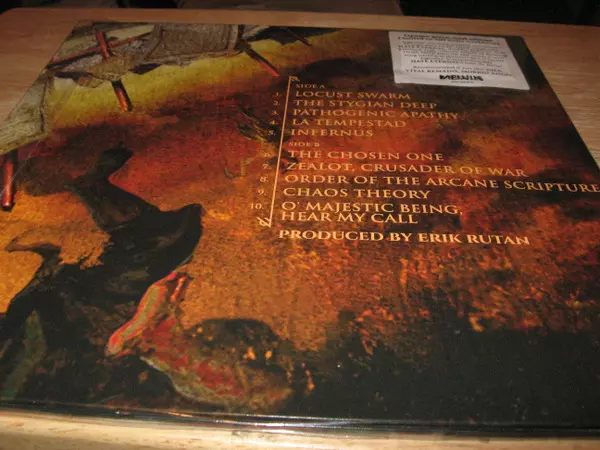 SIDE A
1. LOCUST SWARM
2. THE STYGIAN DEEP
3. PATHOGENIC APATHY
4. LA TEMPESTAD
5. INFERNUS
SIDE B
6. THE CHOSEN ONE
7. ZEALOT, CRUSADER OF WAR
8. ORDER OF THE ARCANE SCRIPTURE
9. CHAOS THEORY
10. O' MAJESTIC BEING,
HEAR MY CALL
PRODUCED BY ERIK RUTAN